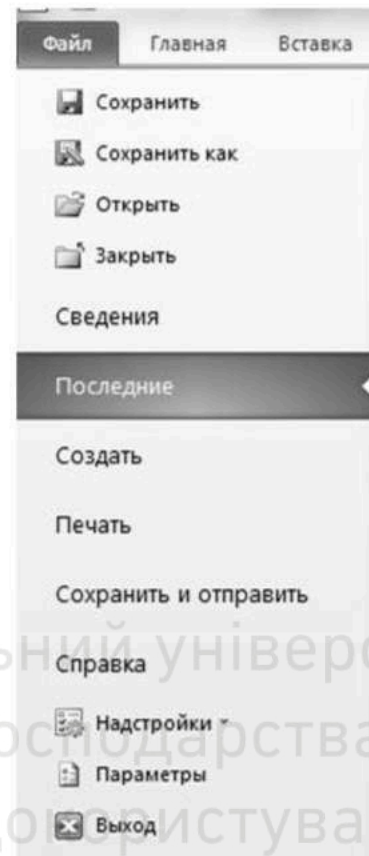 Файл Главная Вставка
Сохранить
Сохранить как
Открыть
Закрыть
Сведения
Последние
Создать
Печать
Сохранить и отправить
Справка
Надстройки
Параметры
Выход